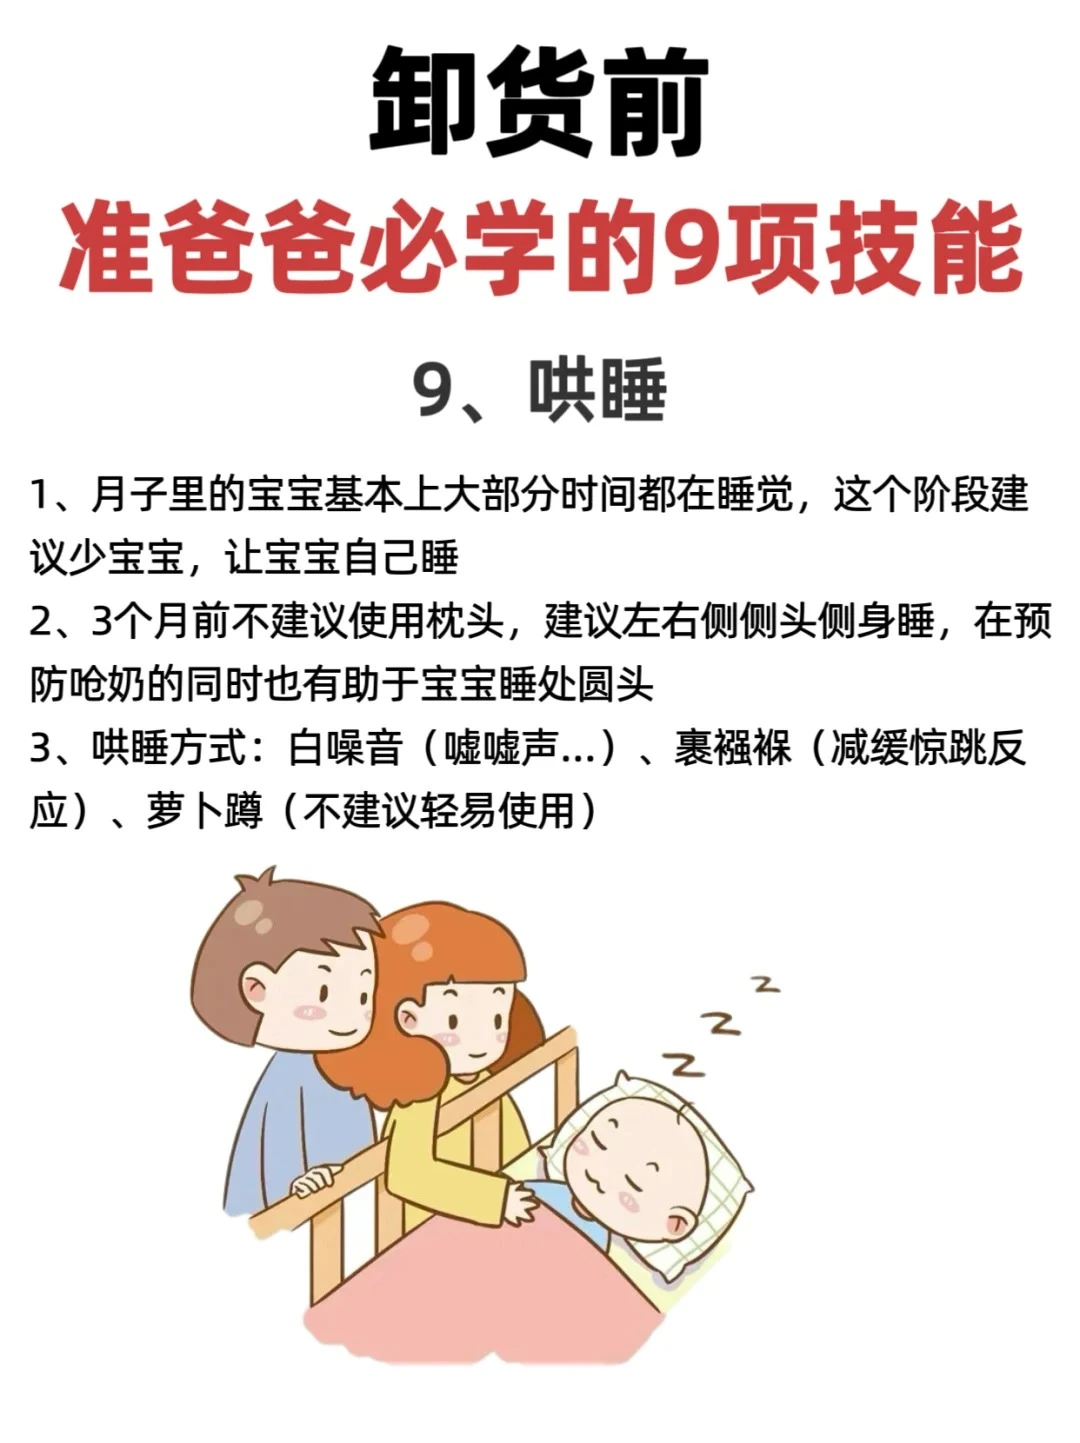 卸货前
准爸爸必学的9项技能
9、哄睡
1、月子里的宝宝基本上大部分时间都在睡觉，这个阶段建
议少宝宝，让宝宝自己睡
2、3个月前不建议使用枕头，建议左右侧侧头侧身睡，在预
防呛奶的同时也有助于宝宝睡处圆头
3、哄睡方式：白噪音（嘘嘘声...）、裹襁褓（减缓惊跳反
应）、萝卜蹲（不建议轻易使用）
z
z
z